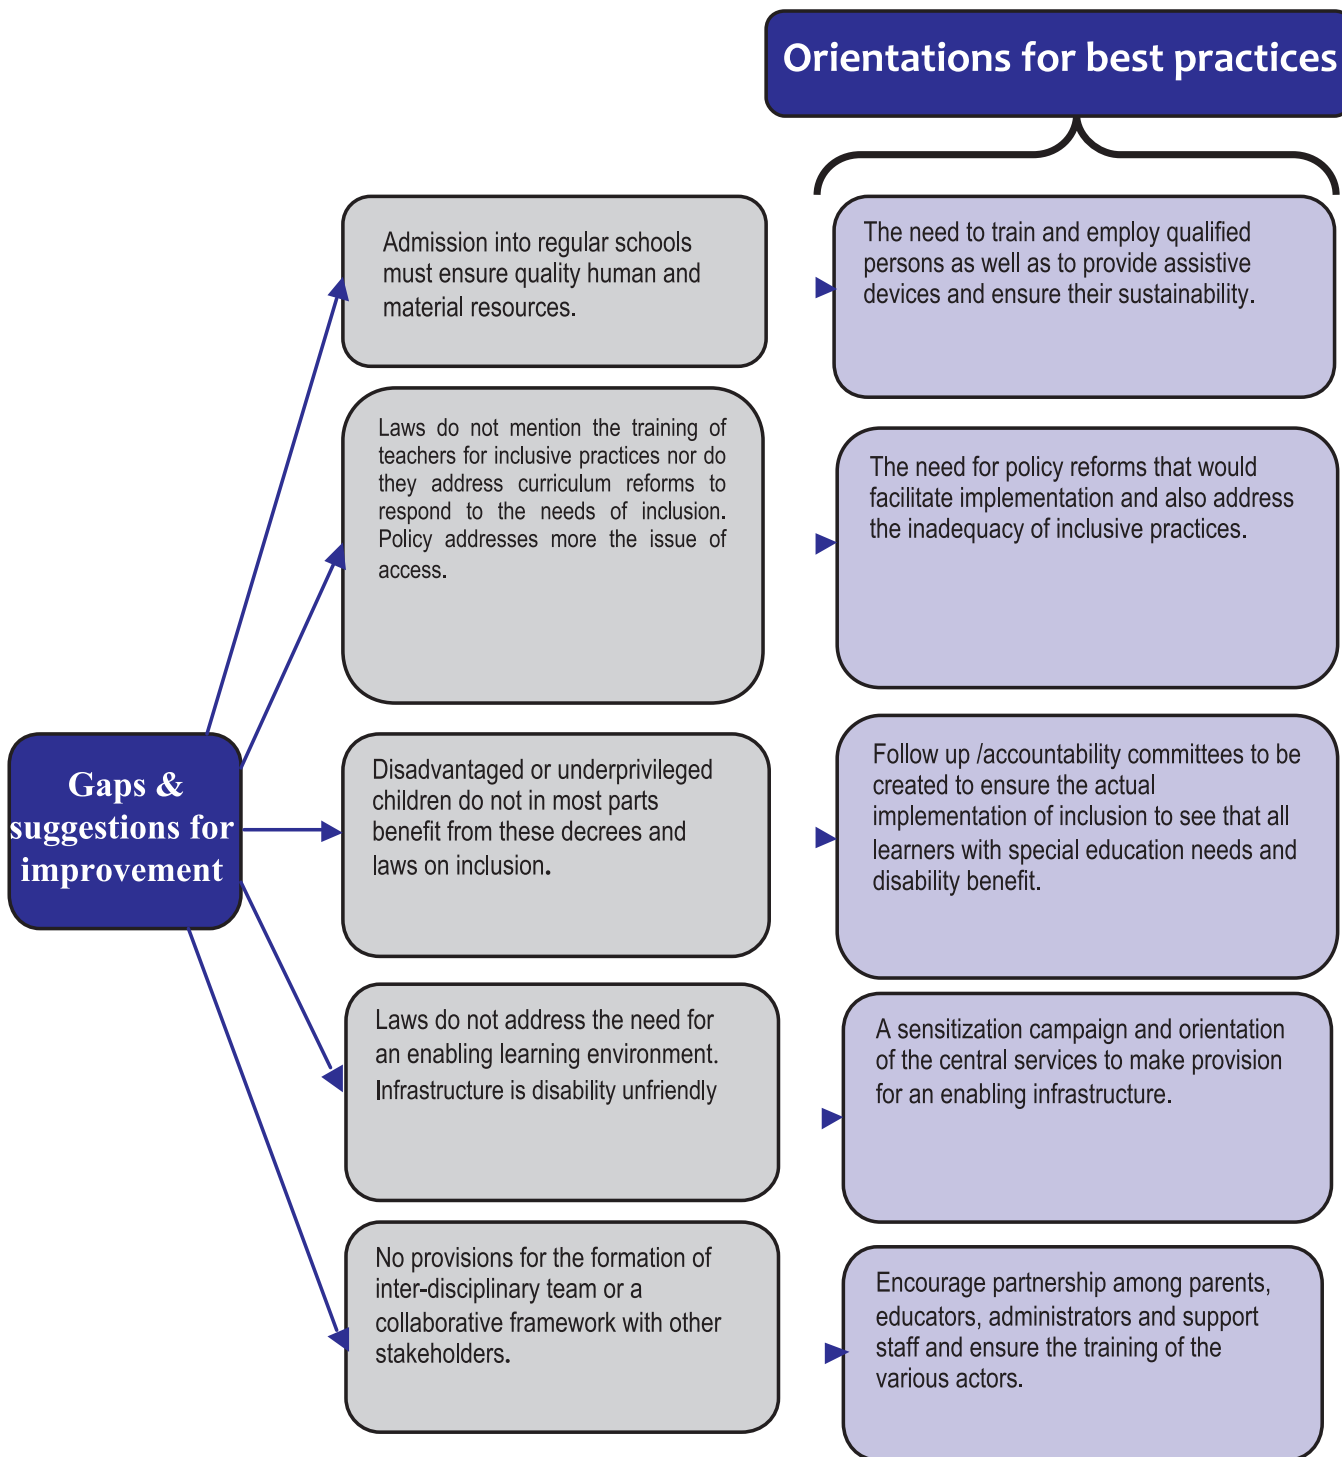 Orientations for best practices
Admission into regular schools
must ensure quality human and
material resources.
The need to train and employ qualified
persons as well as to provide assistive
devices and ensure their sustainability.
Laws do not mention the training of
teachers for inclusive practices nor do
they address curriculum reforms to
respond to the needs of inclusion.
Policy addresses more the issue of
access.
The need for policy reforms that would
facilitate implementation and also address
the inadequacy of inclusive practices.
Gaps &
suggestions for
improvement
Disadvantaged or underprivileged
children do not in most parts
benefit from these decrees and
laws on inclusion.
Follow up /accountability committees to be
created to ensure the actual
implementation of inclusion to see that all
learners with special education needs and
disability benefit.
Laws do not address the need for
an enabling learning environment.
Infrastructure is disability unfriendly
A sensitization campaign and orientation
of the central services to make provision
for an enabling infrastructure.
No provisions for the formation of
inter-disciplinary team or a
collaborative framework with other
stakeholders.
Encourage partnership among parents,
educators, administrators and support
staff and ensure the training of the
various actors.